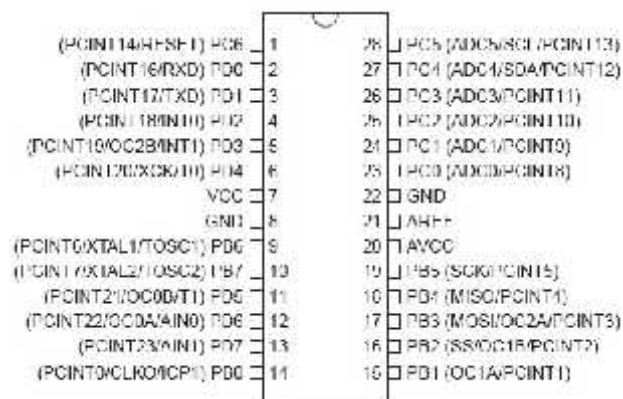 (PCINT14/RESET) PC6 1 28 PC5 (ADC5/SCL/PCINT13)
(PCINT16/RXD) PD0 2 27 PC4 (ADC4/SDA/PCINT12)
(PCINT17/TXD) PD1 3 26 PC3 (ADC3/PCINT11)
(PCINT18/INT0) PD2 4 25 PC2 (ADC2/PCINT10)
(PCINT19/OC2B/INT1) PD3 5 24 PC1 (ADC1/PCINT9)
(PCINT20/XCK/T0) PD4 6 23 PC0 (ADC0/PCINT8)
VCC 7 22 GND
GND 8 21 AREF
(PCINT6/XTAL1/TOSC1) PB6 9 20 AVCC
(PCINT7/XTAL2/TOSC2) PB7 10 19 PB5 (SCK/PCINT5)
(PCINT21/OC0B/T1) PD5 11 18 PB4 (MISO/PCINT4)
(PCINT22/OC0A/AIN0) PD6 12 17 PB3 (MOSI/OC2A/PCINT3)
(PCINT23/AIN1) PD7 13 16 PB2 (SS/OC1B/PCINT2)
(PCINT0/CLKO/ICP1) PB0 14 15 PB1 (OC1A/PCINT1)